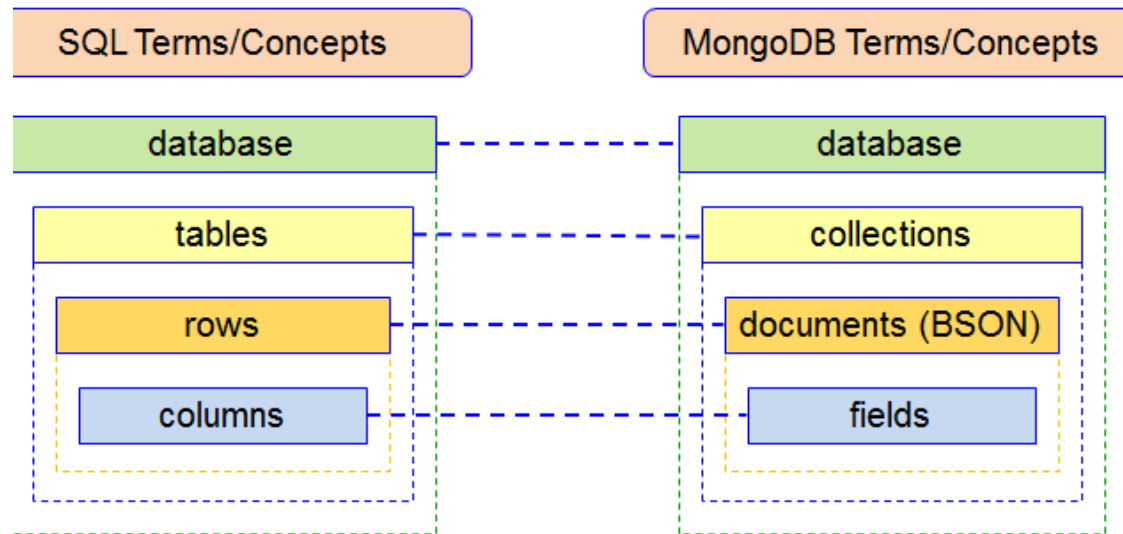 SQL Terms/Concepts
MongoDB Terms/Concepts
database
database
tables
collections
rows
documents (BSON)
columns
fields